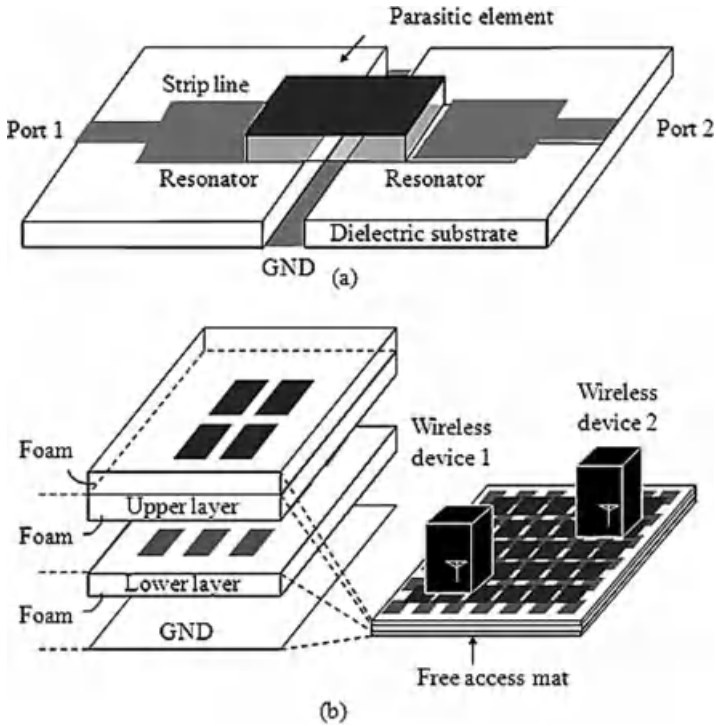 Parasitic element
Strip line
Port 1
Port 2
Resonator
Resonator
Dielectric substrate
GND
(a)
Wireless
device 2
Wireless
device 1
Foam
Upper layer
Foam
Lower layer
Foam
GND
Free access mat
(b)